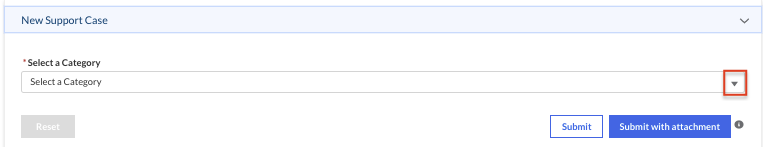 New Support Case
* Select a Category
Select a Category
Reset
Submit
Submit with attachment